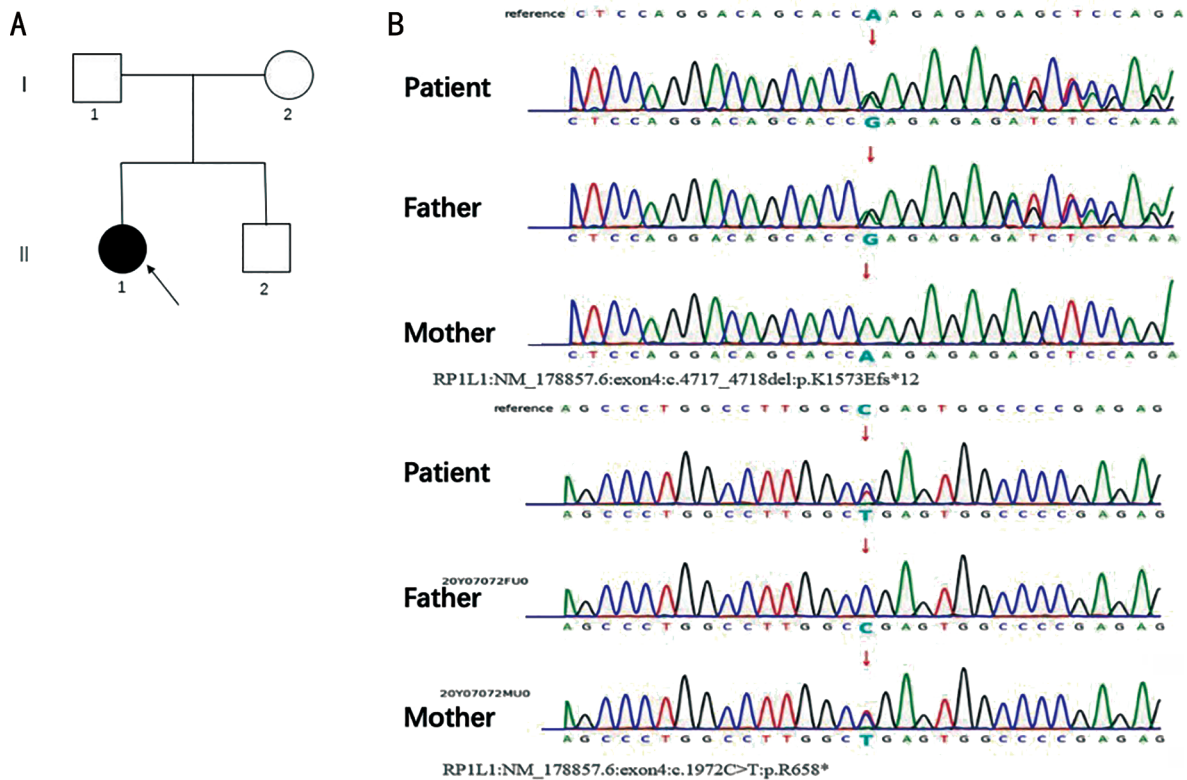 A
B
I
1
2
II
1
2
reference C T C C A G G A C A G C A C C A A G A G A G A G C T C C A G A
Patient
C T C C A G G A C A G C A C C G A G A G A G A T C T C C A A A
Father
C T C C A G G A C A G C A C C G A G A G A G A T C T C C A A A
Mother
C T C C A G G A C A G C A C C A A G A G A G A G C T C C A G A
RP1L1:NM_178857.6:exon4:c.4717_4718del:p.K1573Efs*12
reference A G C C C T G G C C T T G G C C G A G T G G C C C C G A G A G
Patient
A G C C C T G G C C T T G G C T G A G T G G C C C C G A G A G
20Y07072FU0
Father
A G C C C T G G C C T T G G C C G A G T G G C C C C G A G A G
20Y07072MU0
Mother
A G C C C T G G C C T T G G C T G A G T G G C C C C G A G A G
RP1L1:NM_178857.6:exon4:c.1972C>T:p.R658*